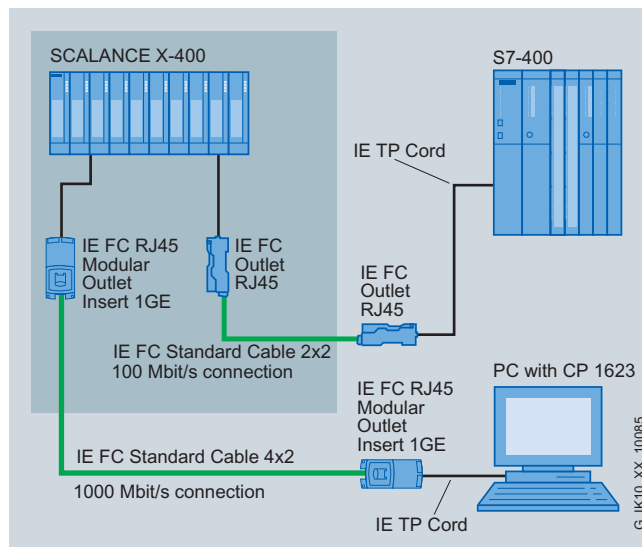 SCALANCE X-400
S7-400
IE TP Cord
IE FC RJ45
Modular
Outlet
Insert 1GE
IE FC
Outlet
RJ45
IE FC
Outlet
RJ45
IE FC Standard Cable 2x2
100 Mbit/s connection
PC with CP 1623
IE FC RJ45
Modular
Outlet
Insert 1GE
IE FC Standard Cable 4x2
1000 Mbit/s connection
IE TP Cord
G_IK10_XX_10085